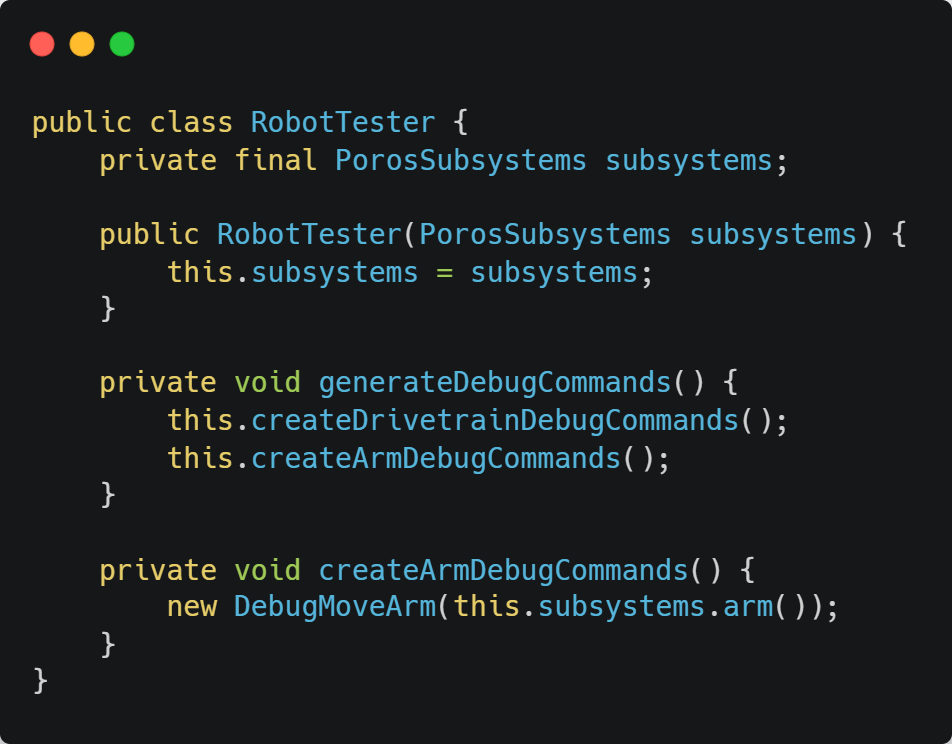 public class RobotTester {
    private final PorosSubsystems subsystems;

    public RobotTester(PorosSubsystems subsystems) {
        this.subsystems = subsystems;
    }

    private void generateDebugCommands() {
        this.createDrivetrainDebugCommands();
        this.createArmDebugCommands();
    }

    private void createArmDebugCommands() {
        new DebugMoveArm(this.subsystems.arm());
    }
}